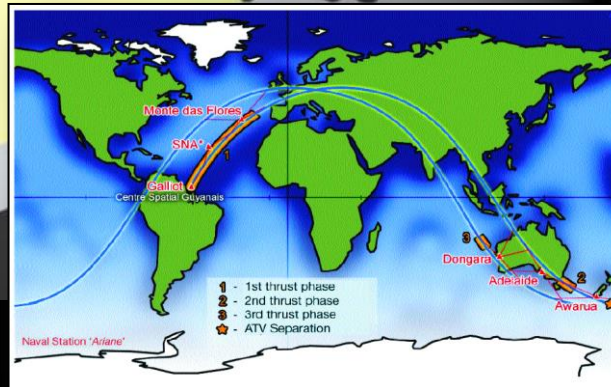 Monte das Flores
SNA*
1
Galliot
Centre Spatial Guyanais
3
Dongara
Adelaide
2
Awarua
1 - 1st thrust phase
2 - 2nd thrust phase
3 - 3rd thrust phase
- ATV Separation
Naval Station 'Ariane'